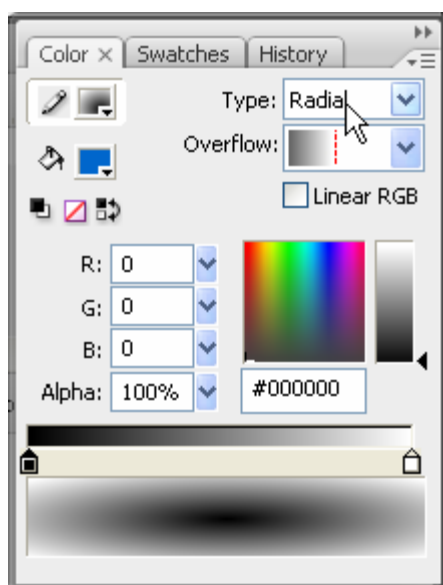 Color × Swatches History
Type: Radial
Overflow:
Linear RGB
R: 0
G: 0
B: 0
Alpha: 100% #000000